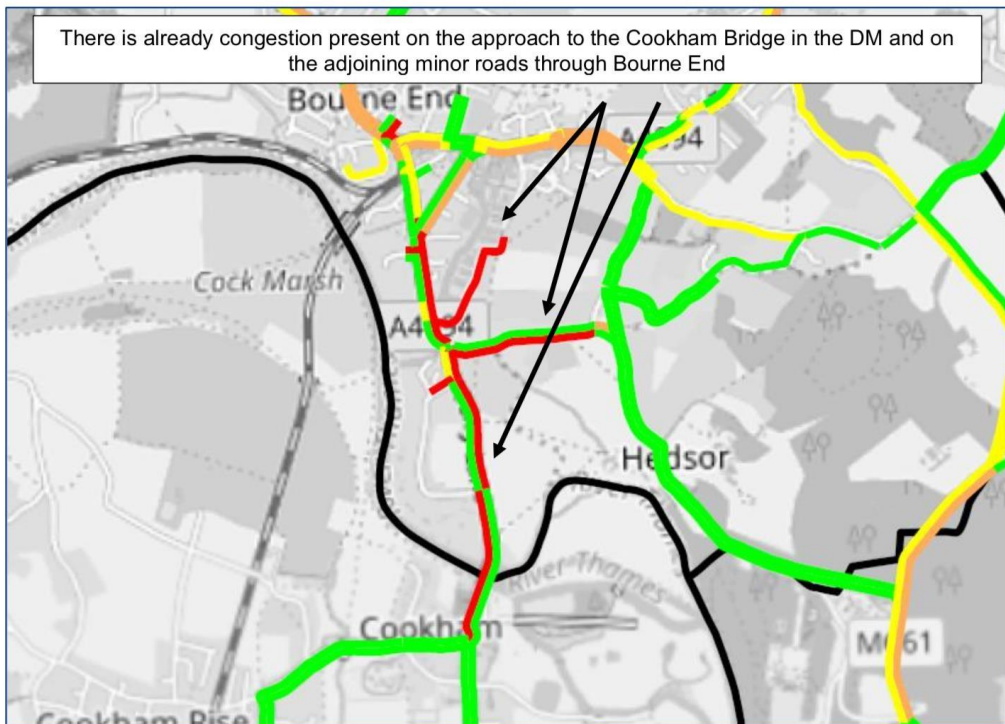 There is already congestion present on the approach to the Cookham Bridge in the DM and on
the adjoining minor roads through Bourne End
Bourne End
Cock Marsh
Hedsor
River Thames
Cookham
Cookham Rise